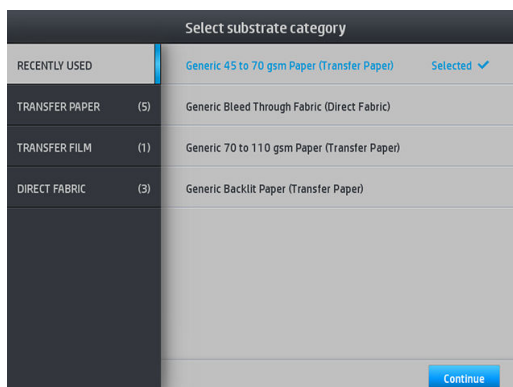 Select substrate category
RECENTLY USED
Generic 45 to 70 gsm Paper (Transfer Paper) Selected
TRANSFER PAPER (5)
Generic Bleed Through Fabric (Direct Fabric)
TRANSFER FILM (1)
Generic 70 to 110 gsm Paper (Transfer Paper)
DIRECT FABRIC (3)
Generic Backlit Paper (Transfer Paper)
Continue